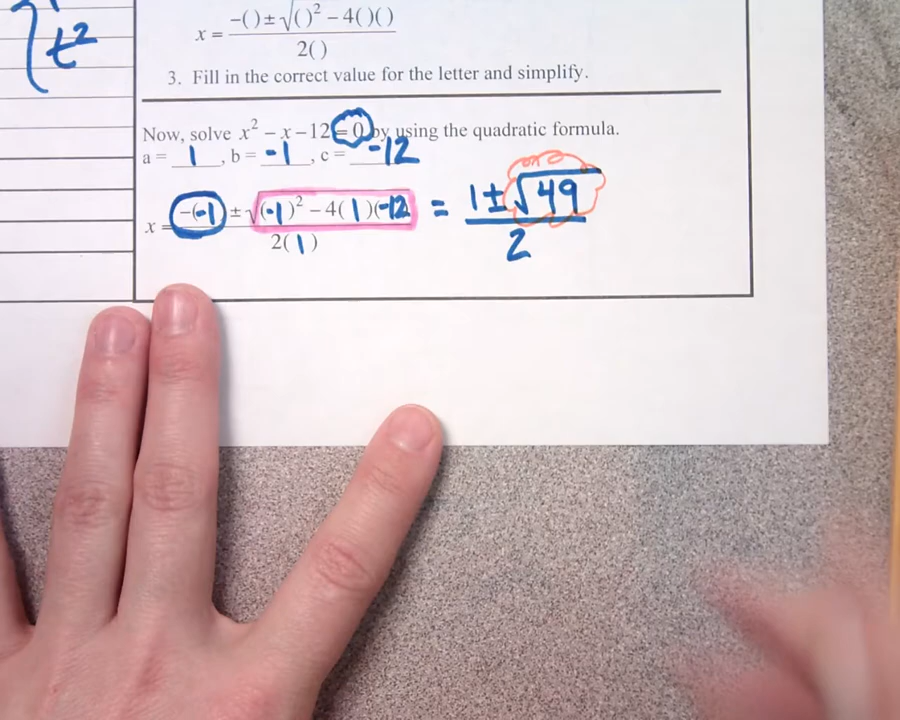 t²
x = −()±√()² − 4()() / 2()
3. Fill in the correct value for the letter and simplify.
Now, solve x² − x − 12 = 0 by using the quadratic formula.
a = 1, b = -1, c = -12
x = −(-1) ± √(-1)² − 4(1)(-12 / 2(1) = 1 ± √49 / 2